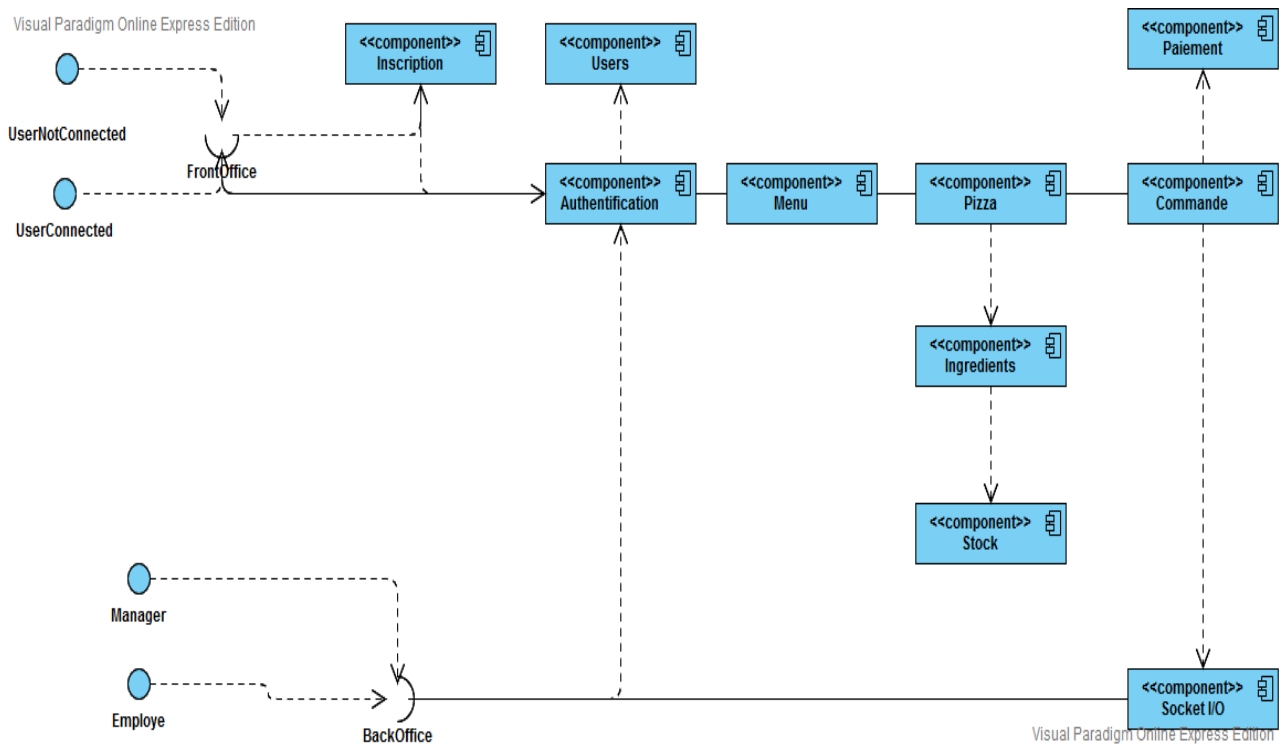 Visual Paradigm Online Express Edition
<<component>>
Inscription
<<component>>
Users
<<component>>
Paiement
UserNotConnected
FrontOffice
UserConnected
<<component>>
Authentification
<<component>>
Menu
<<component>>
Pizza
<<component>>
Commande
<<component>>
Ingredients
<<component>>
Stock
Manager
Employe
BackOffice
<<component>>
Socket I/O
Visual Paradigm Online Express Edition